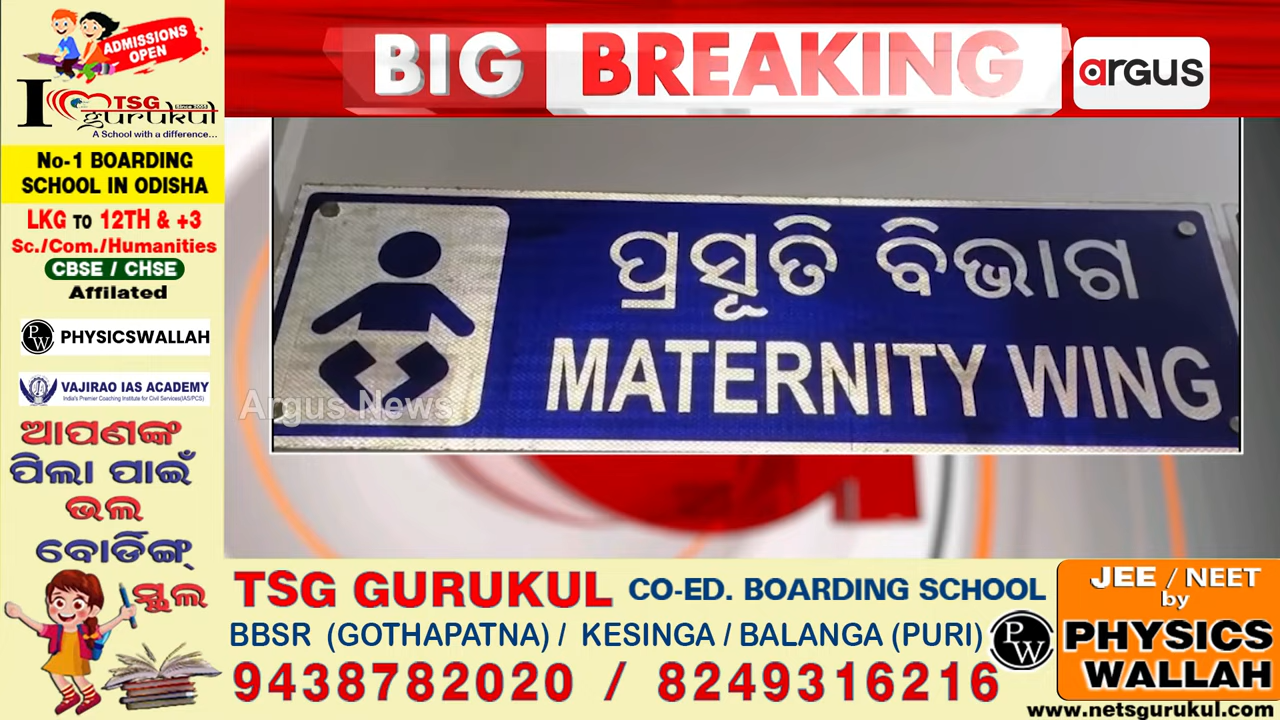 ADMISSIONS
OPEN
I TSG Since 2005
gurukul
A School with a difference...
No-1 BOARDING
SCHOOL IN ODISHA
LKG TO 12TH & +3
Sc./Com./Humanities
CBSE / CHSE
Affilated
PW PHYSICSWALLAH
VAJIRAO IAS ACADEMY
India's Premier Coaching Institute for Civil Services(IAS/PCS)
ଆପଣଙ୍କ
ପିଲା ପାଇଁ
ଭଲ
ବୋର୍ଡିଙ୍ଗ୍
ସ୍କୁଲ
BIG BREAKING
argus
ପ୍ରସୂତି ବିଭାଗ
MATERNITY WING
Argus News
TSG GURUKUL CO-ED. BOARDING SCHOOL
BBSR (GOTHAPATNA) / KESINGA / BALANGA (PURI)
9438782020 / 8249316216
JEE / NEET
by
PW PHYSICS
WALLAH
www.netsgurukul.com